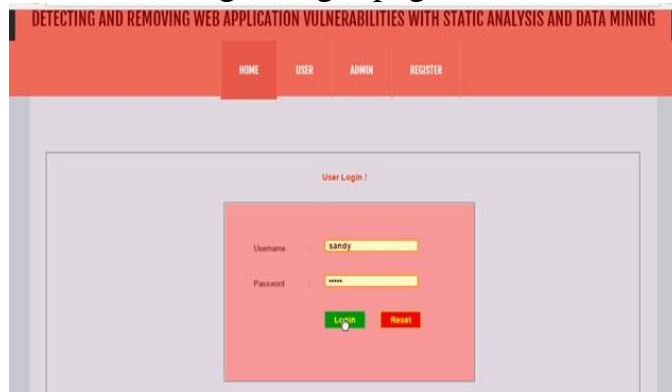 DETECTING AND REMOVING WEB APPLICATION VULNERABILITIES WITH STATIC ANALYSIS AND DATA MINING
HOME USER ADMIN REGISTER
User Login !
Username : sandy
Password : •••••
Login Reset